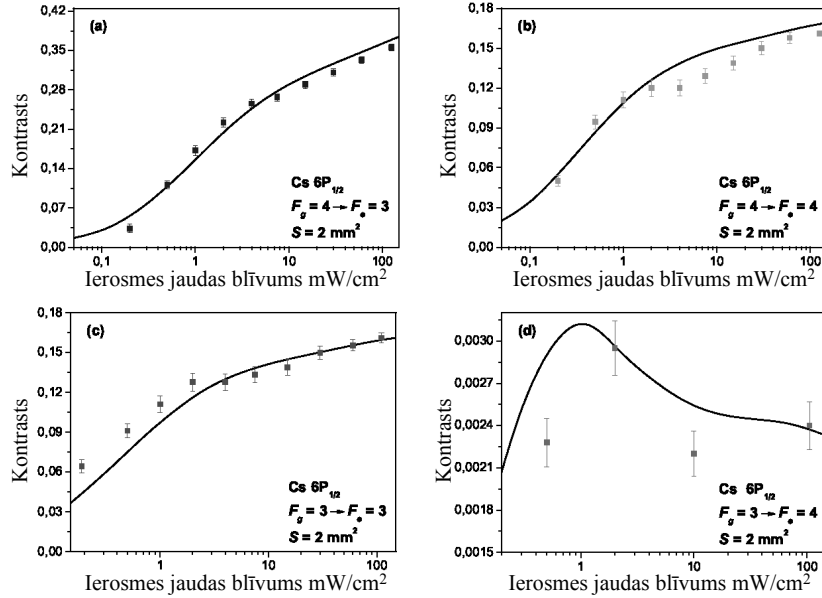 (a)
Kontrasts
0,42
0,35
0,28
0,21
0,14
0,07
0,00
Cs 6P1/2
Fg = 4 → Fe = 3
S = 2 mm²
0,1 1 10 100
Ierosmes jaudas blīvums mW/cm²
(b)
Kontrasts
0,18
0,15
0,12
0,09
0,06
0,03
0,00
Cs 6P1/2
Fg = 4 → Fe = 4
S = 2 mm²
0,1 1 10 100
Ierosmes jaudas blīvums mW/cm²
(c)
Kontrasts
0,18
0,15
0,12
0,09
0,06
0,03
0,00
Cs 6P1/2
Fg = 3 → Fe = 3
S = 2 mm²
1 10 100
Ierosmes jaudas blīvums mW/cm²
(d)
Kontrasts
0,0030
0,0027
0,0024
0,0021
0,0018
0,0015
Cs 6P1/2
Fg = 3 → Fe = 4
S = 2 mm²
1 10 100
Ierosmes jaudas blīvums mW/cm²